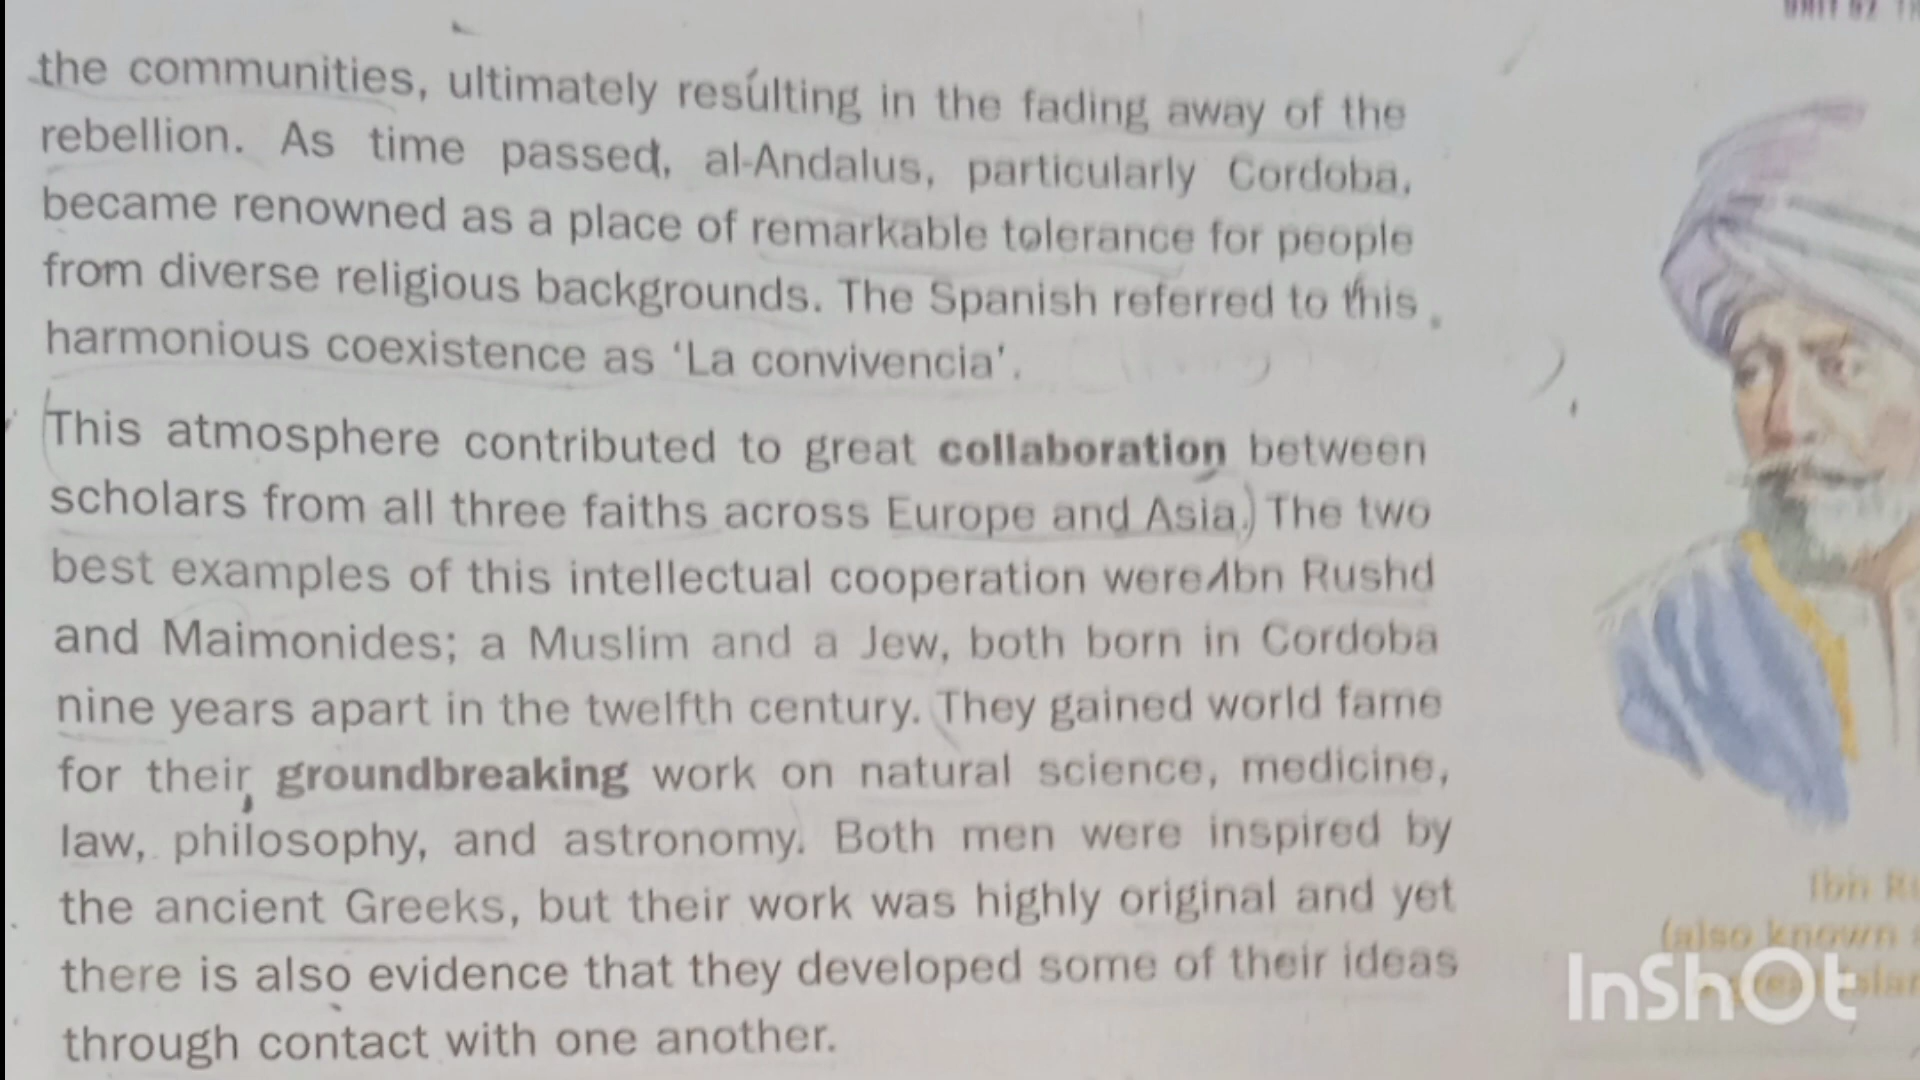 UNIT 02
the communities, ultimately resulting in the fading away of the
rebellion. As time passed, al-Andalus, particularly Cordoba,
became renowned as a place of remarkable tolerance for people
from diverse religious backgrounds. The Spanish referred to this
harmonious coexistence as ‘La convivencia’.
This atmosphere contributed to great collaboration between
scholars from all three faiths across Europe and Asia. The two
best examples of this intellectual cooperation were Ibn Rushd
and Maimonides; a Muslim and a Jew, both born in Cordoba
nine years apart in the twelfth century. They gained world fame
for their groundbreaking work on natural science, medicine,
law, philosophy, and astronomy. Both men were inspired by
the ancient Greeks, but their work was highly original and yet
there is also evidence that they developed some of their ideas
through contact with one another.
Ibn
(also known
InShOt